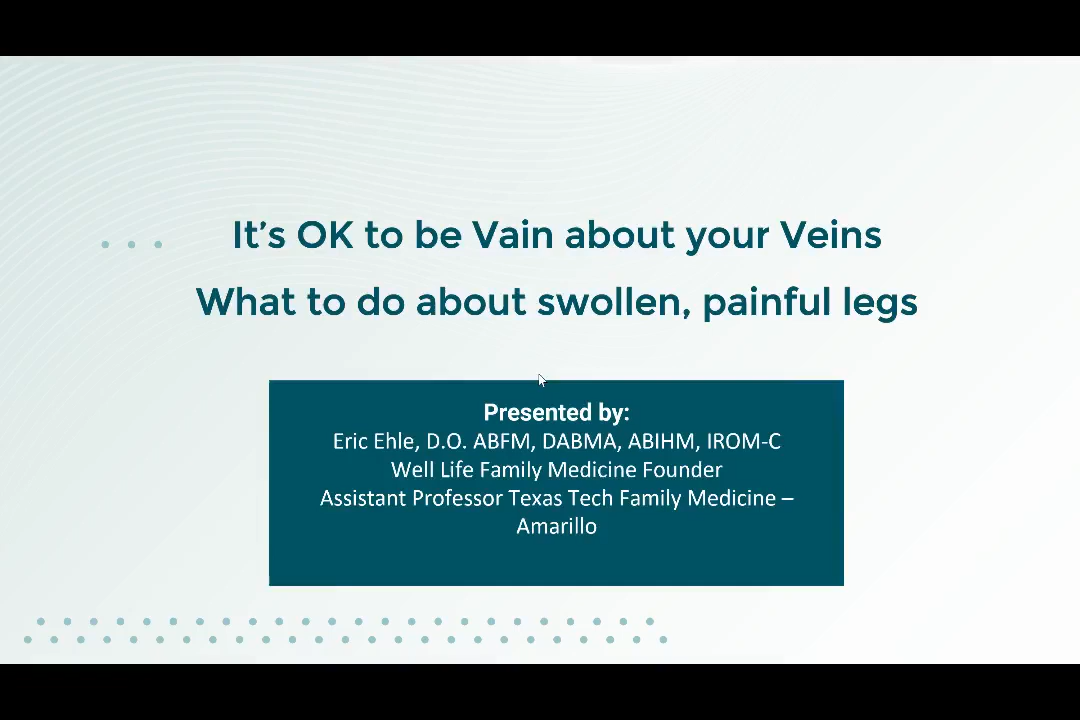 It’s OK to be Vain about your Veins
What to do about swollen, painful legs
Presented by:
Eric Ehle, D.O. ABFM, DABMA, ABIHM, IROM-C
Well Life Family Medicine Founder
Assistant Professor Texas Tech Family Medicine –
Amarillo